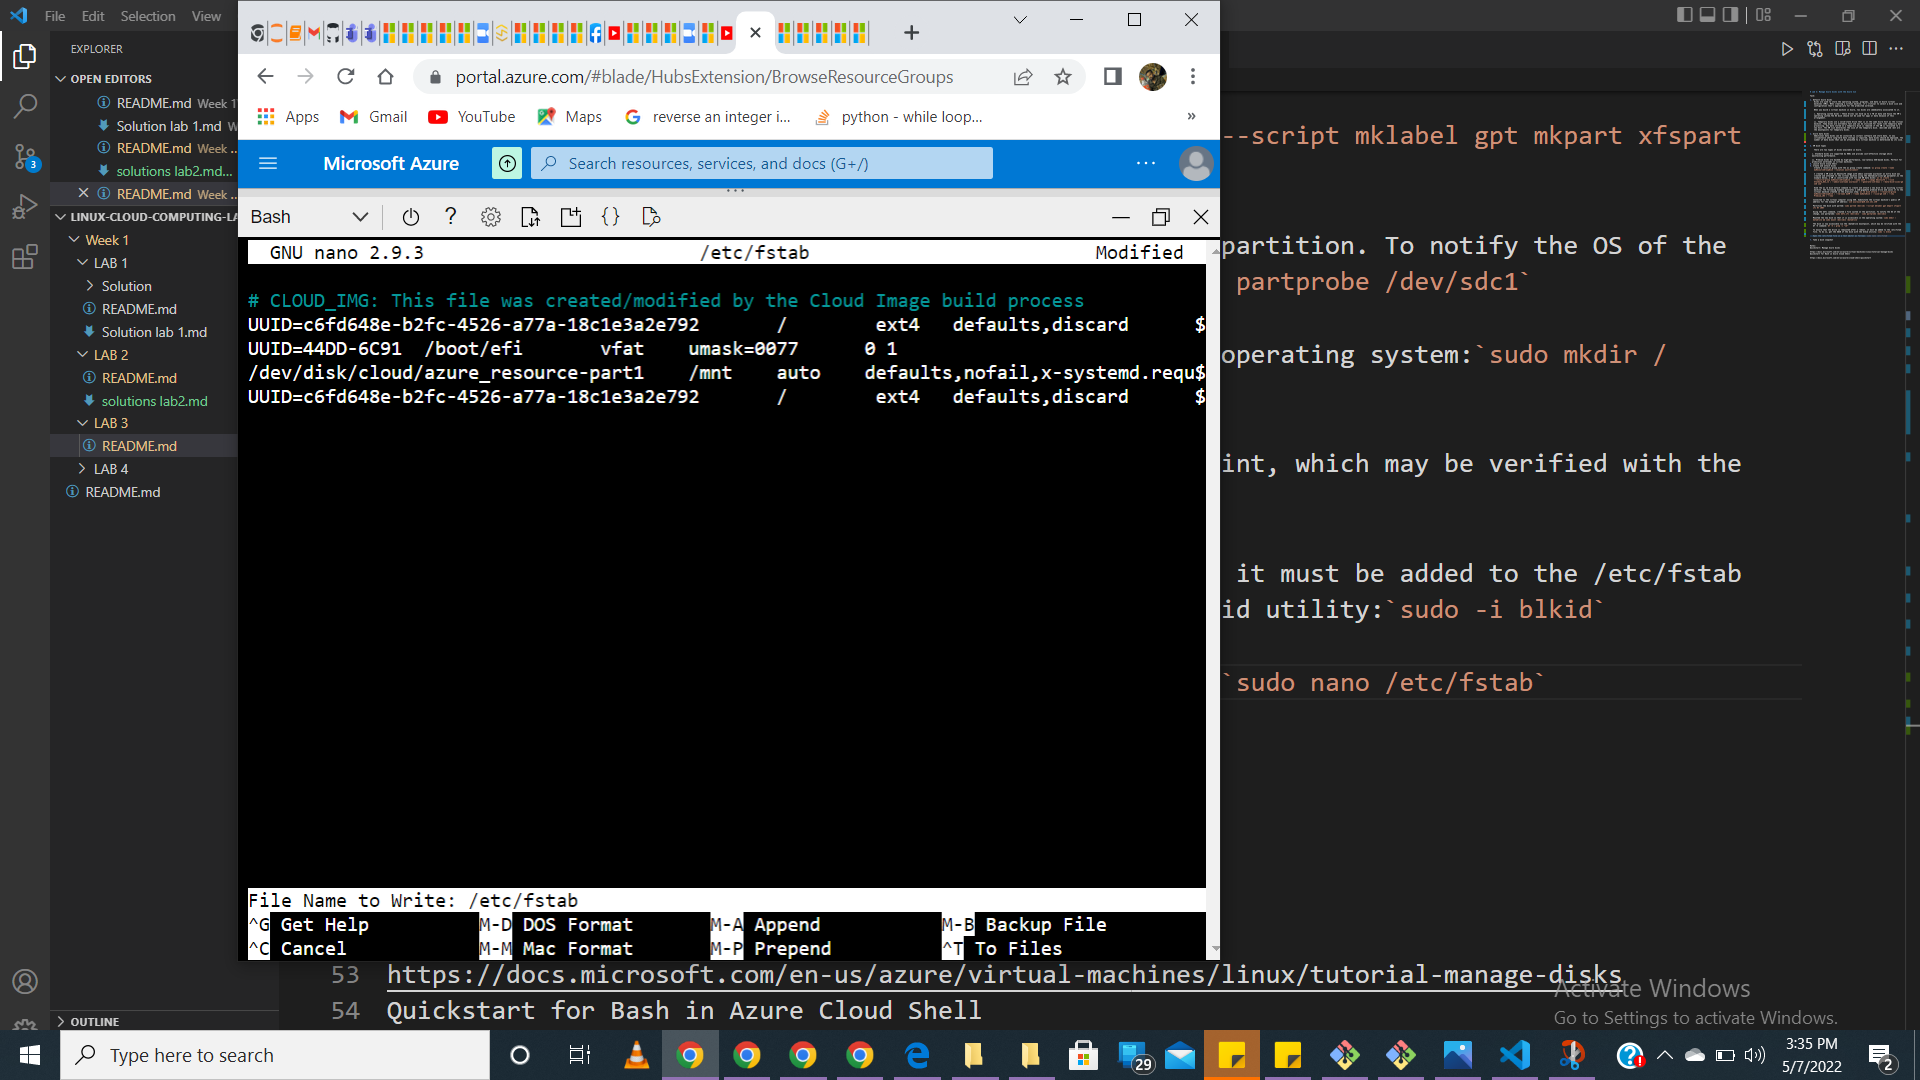 File Edit Selection View
EXPLORER
OPEN EDITORS
README.md Week 1
Solution lab 1.md W
README.md Week ...
solutions lab2.md...
README.md Week ...
LINUX-CLOUD-COMPUTING-LA
Week 1
LAB 1
Solution
README.md
Solution lab 1.md
LAB 2
README.md
solutions lab2.md
LAB 3
README.md
LAB 4
README.md
OUTLINE
3
portal.azure.com/#blade/HubsExtension/BrowseResourceGroups
Apps Gmail YouTube Maps reverse an integer i... python - while loop... »
Microsoft Azure Search resources, services, and docs (G+/) ...
Bash
GNU nano 2.9.3 /etc/fstab Modified
# CLOUD_IMG: This file was created/modified by the Cloud Image build process
UUID=c6fd648e-b2fc-4526-a77a-18c1e3a2e792 / ext4 defaults,discard $
UUID=44DD-6C91 /boot/efi vfat umask=0077 0 1
/dev/disk/cloud/azure_resource-part1 /mnt auto defaults,nofail,x-systemd.requ$
UUID=c6fd648e-b2fc-4526-a77a-18c1e3a2e792 / ext4 defaults,discard $
File Name to Write: /etc/fstab
^G Get Help M-D DOS Format M-A Append M-B Backup File
^C Cancel M-M Mac Format M-P Prepend ^T To Files
--script mklabel gpt mkpart xfspart
partition. To notify the OS of the
partprobe /dev/sdc1`
operating system:`sudo mkdir /
int, which may be verified with the
it must be added to the /etc/fstab
id utility:`sudo -i blkid`
`sudo nano /etc/fstab`
53 https://docs.microsoft.com/en-us/azure/virtual-machines/linux/tutorial-manage-disks
54 Quickstart for Bash in Azure Cloud Shell
Activate Windows
Go to Settings to activate Windows.
Type here to search
29
3:35 PM
5/7/2022
2